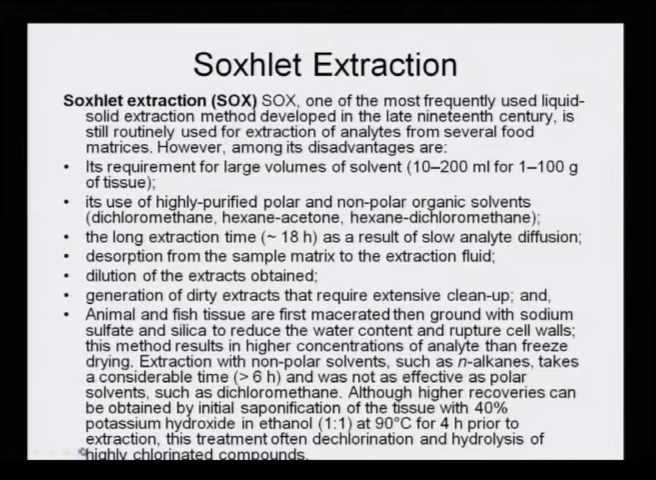 Soxhlet Extraction
Soxhlet extraction (SOX) SOX, one of the most frequently used liquid-
solid extraction method developed in the late nineteenth century, is
still routinely used for extraction of analytes from several food
matrices. However, among its disadvantages are:
• Its requirement for large volumes of solvent (10–200 ml for 1–100 g
of tissue);
• its use of highly-purified polar and non-polar organic solvents
(dichloromethane, hexane-acetone, hexane-dichloromethane);
• the long extraction time (~ 18 h) as a result of slow analyte diffusion;
• desorption from the sample matrix to the extraction fluid;
• dilution of the extracts obtained;
• generation of dirty extracts that require extensive clean-up; and,
• Animal and fish tissue are first macerated then ground with sodium
sulfate and silica to reduce the water content and rupture cell walls;
this method results in higher concentrations of analyte than freeze
drying. Extraction with non-polar solvents, such as n-alkanes, takes
a considerable time (> 6 h) and was not as effective as polar
solvents, such as dichloromethane. Although higher recoveries can
be obtained by initial saponification of the tissue with 40%
potassium hydroxide in ethanol (1:1) at 90°C for 4 h prior to
extraction, this treatment often dechlorination and hydrolysis of
highly chlorinated compounds.